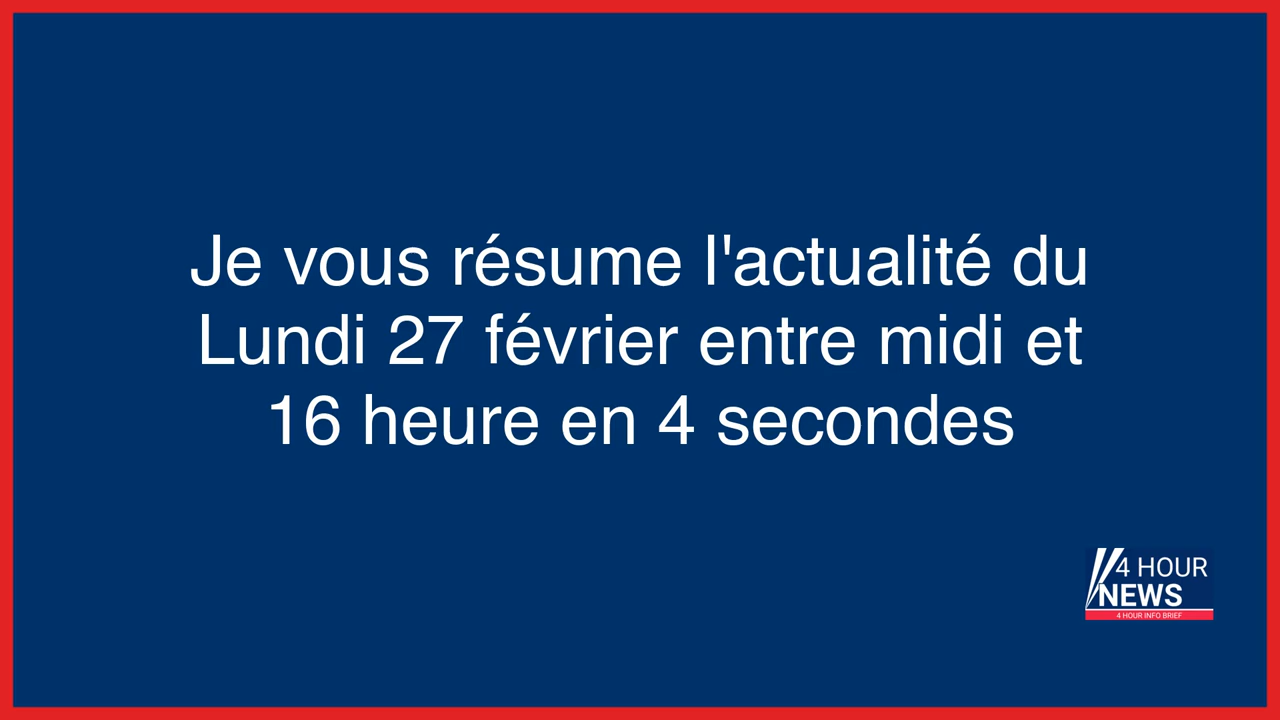 Je vous résume l'actualité du
Lundi 27 février entre midi et
16 heure en 4 secondes
4 HOUR
NEWS
4 HOUR INFO BRIEF